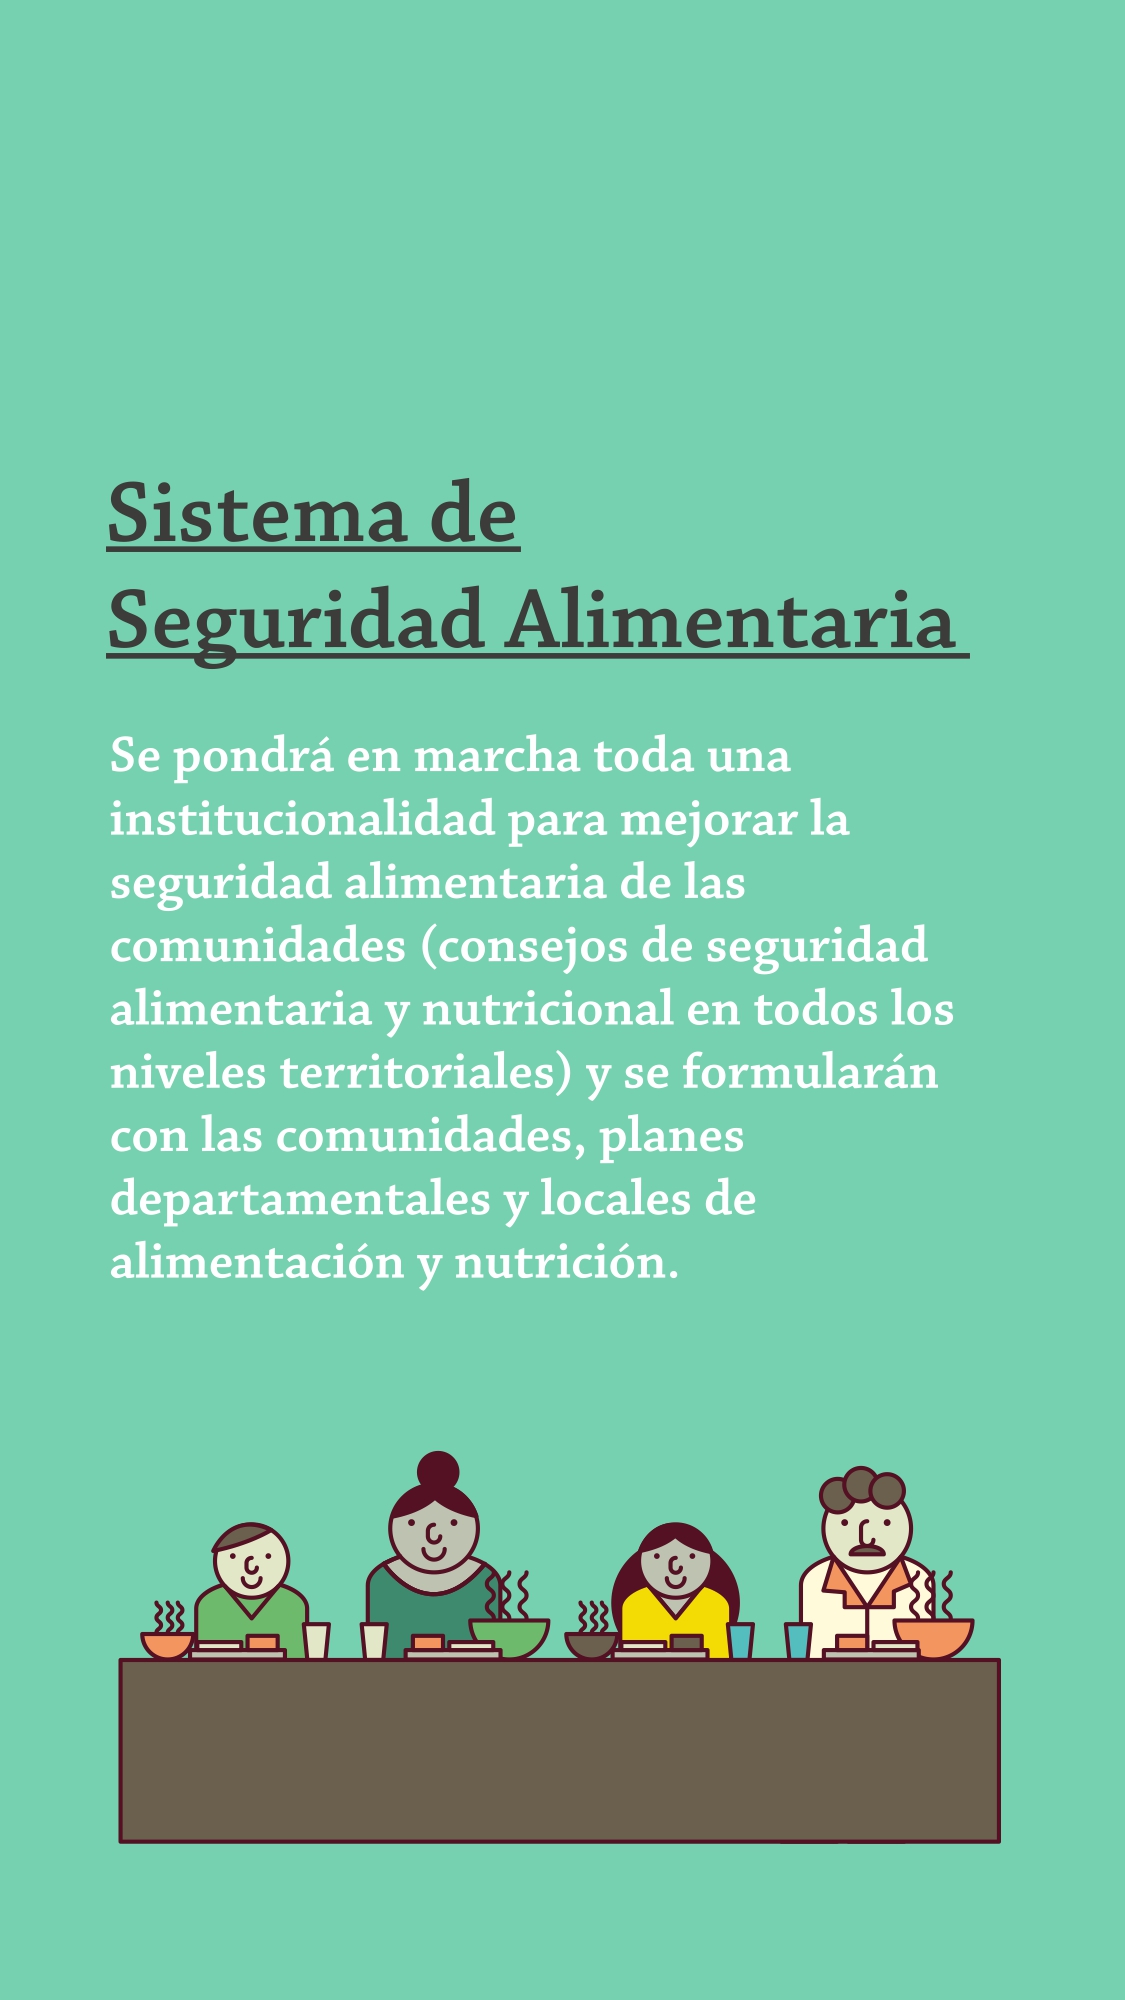 Sistema de
Seguridad Alimentaria
Se pondrá en marcha toda una
institucionalidad para mejorar la
seguridad alimentaria de las
comunidades (consejos de seguridad
alimentaria y nutricional en todos los
niveles territoriales) y se formularán
con las comunidades, planes
departamentales y locales de
alimentación y nutrición.